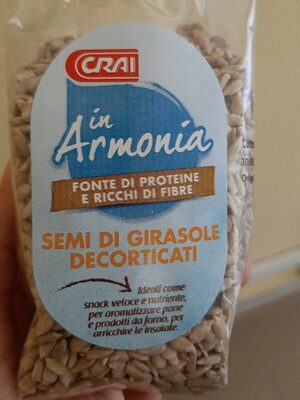 CRAI
in
Armonia
FONTE DI PROTEINE
E RICCHI DI FIBRE
SEMI DI GIRASOLE
DECORTICATI
Ideali come
snack veloce e nutriente,
per aromatizzare pane
e prodotti da forno, per
arricchire le insalate.